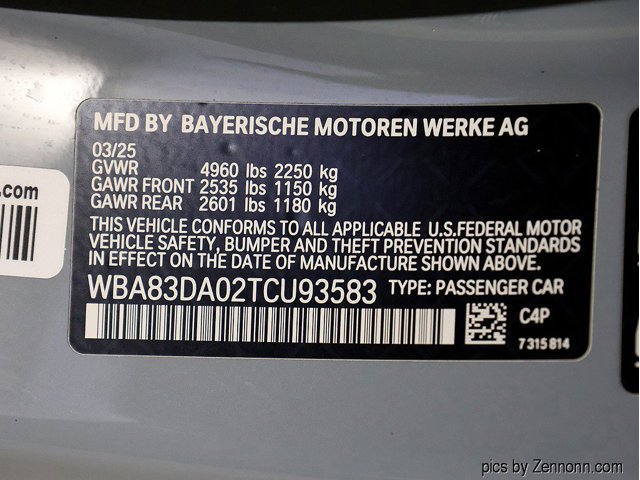 MFD BY BAYERISCHE MOTOREN WERKE AG
03/25
GVWR 4960 lbs 2250 kg
GAWR FRONT 2535 lbs 1150 kg
GAWR REAR 2601 lbs 1180 kg
THIS VEHICLE CONFORMS TO ALL APPLICABLE U.S.FEDERAL MOTOR
VEHICLE SAFETY, BUMPER AND THEFT PREVENTION STANDARDS
IN EFFECT ON THE DATE OF MANUFACTURE SHOWN ABOVE.
WBA83DA02TCU93583 TYPE: PASSENGER CAR
C4P
7 315 814
s.com
pics by Zennonn.com